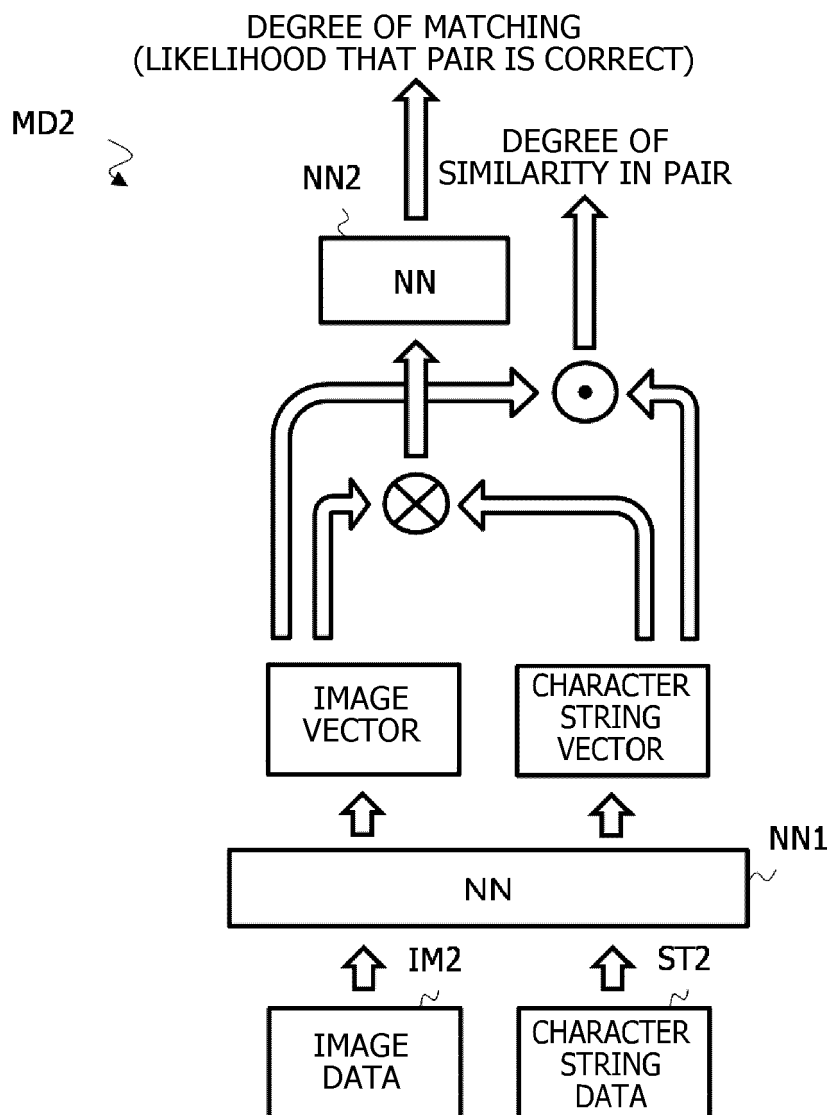 DEGREE OF MATCHING
(LIKELIHOOD THAT PAIR IS CORRECT)
MD2
DEGREE OF
SIMILARITY IN PAIR
NN2
NN
IMAGE
VECTOR
CHARACTER
STRING
VECTOR
NN1
NN
IM2
ST2
IMAGE
DATA
CHARACTER
STRING
DATA